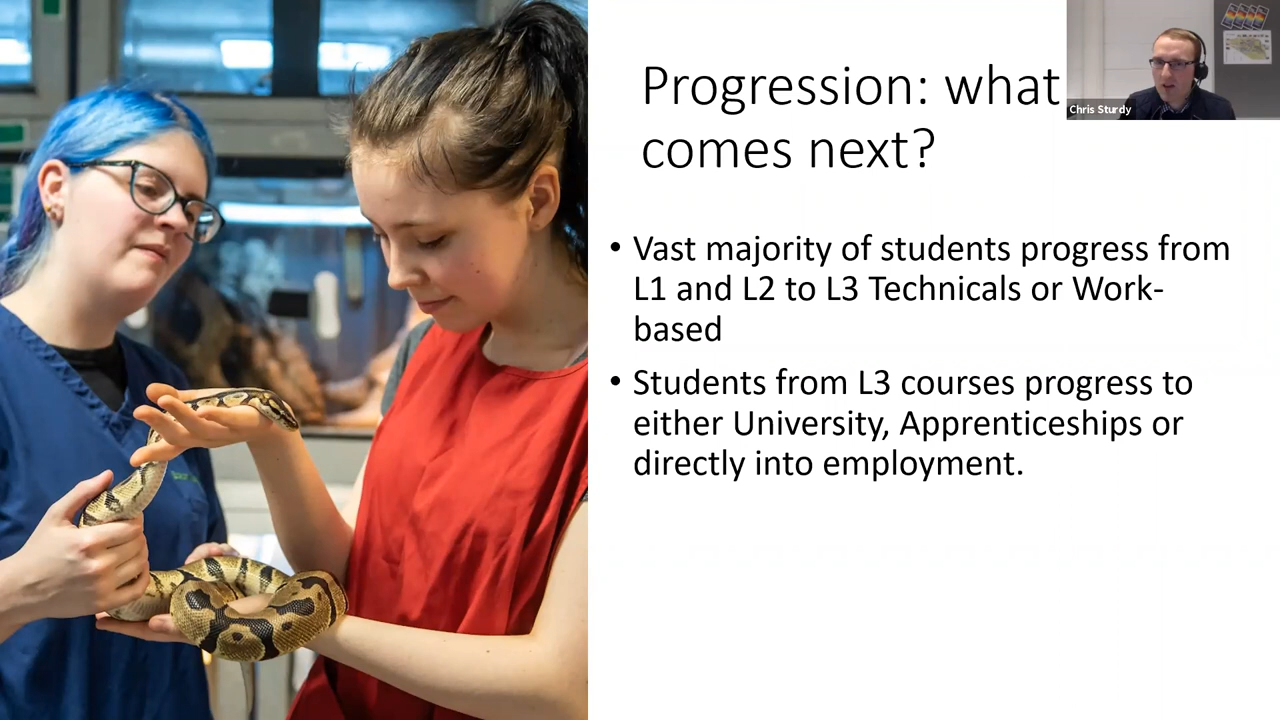 Progression: what
comes next?
Chris Sturdy
• Vast majority of students progress from
L1 and L2 to L3 Technicals or Work-
based
• Students from L3 courses progress to
either University, Apprenticeships or
directly into employment.